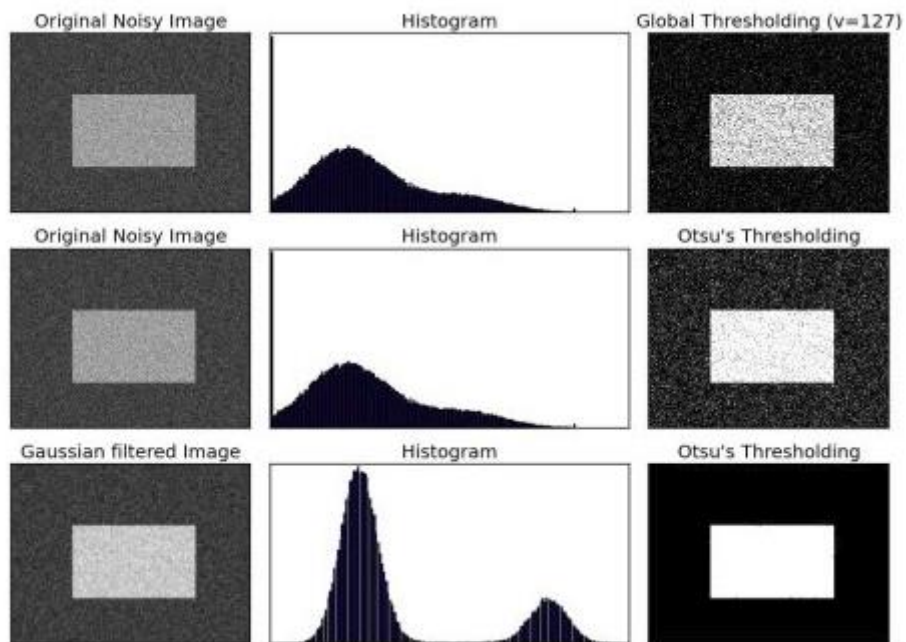 Original Noisy Image
Histogram
Global Thresholding (v=127)
Original Noisy Image
Histogram
Otsu's Thresholding
Gaussian filtered Image
Histogram
Otsu's Thresholding